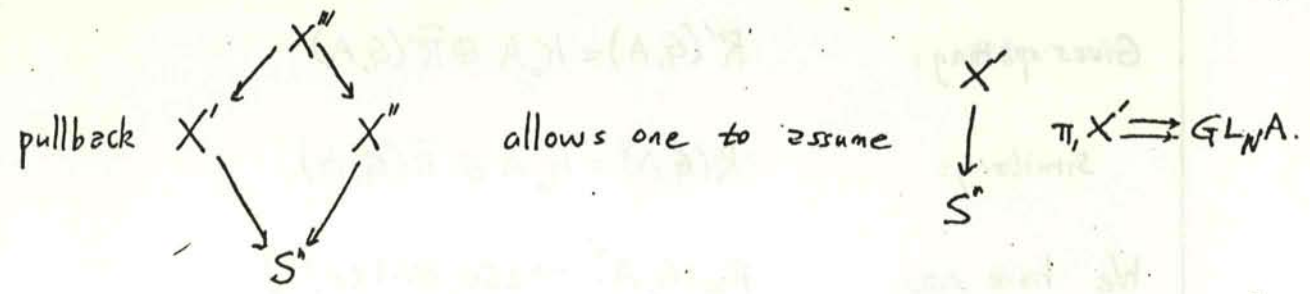 X'''
pullback X' X'' allows one to assume X' π₁X' ⇉ GL_N A.
S^n S^n